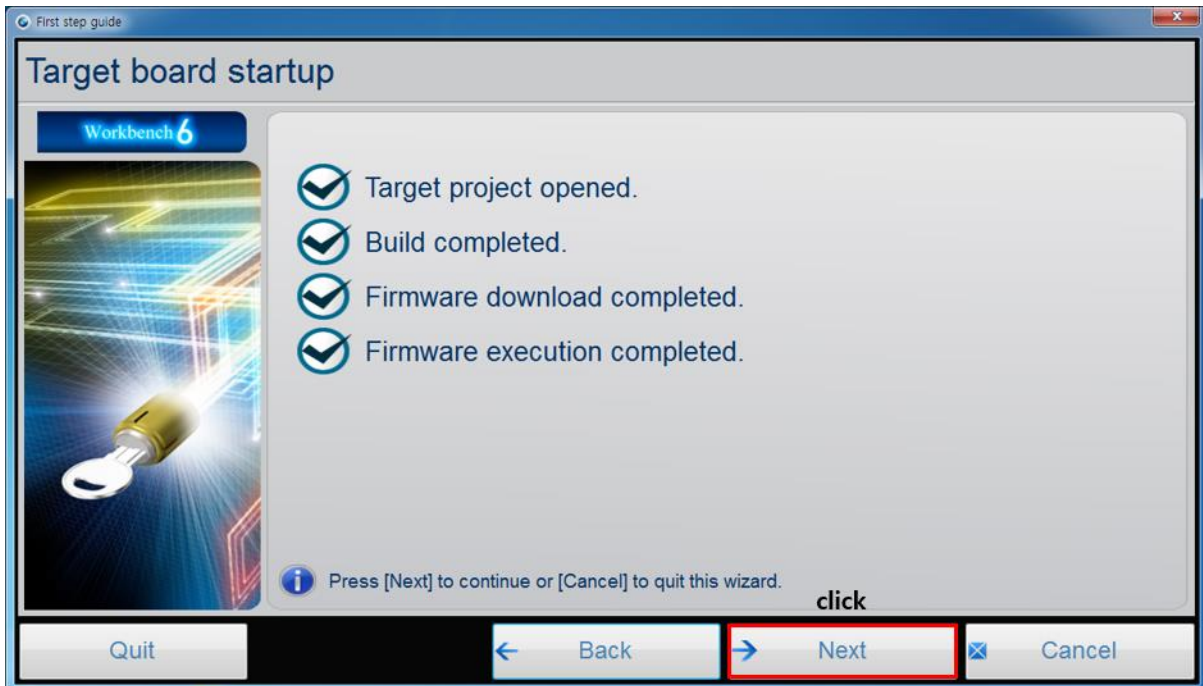 First step guide
Target board startup
Workbench 6
Target project opened.
Build completed.
Firmware download completed.
Firmware execution completed.
Press [Next] to continue or [Cancel] to quit this wizard.
click
Quit
Back
Next
Cancel